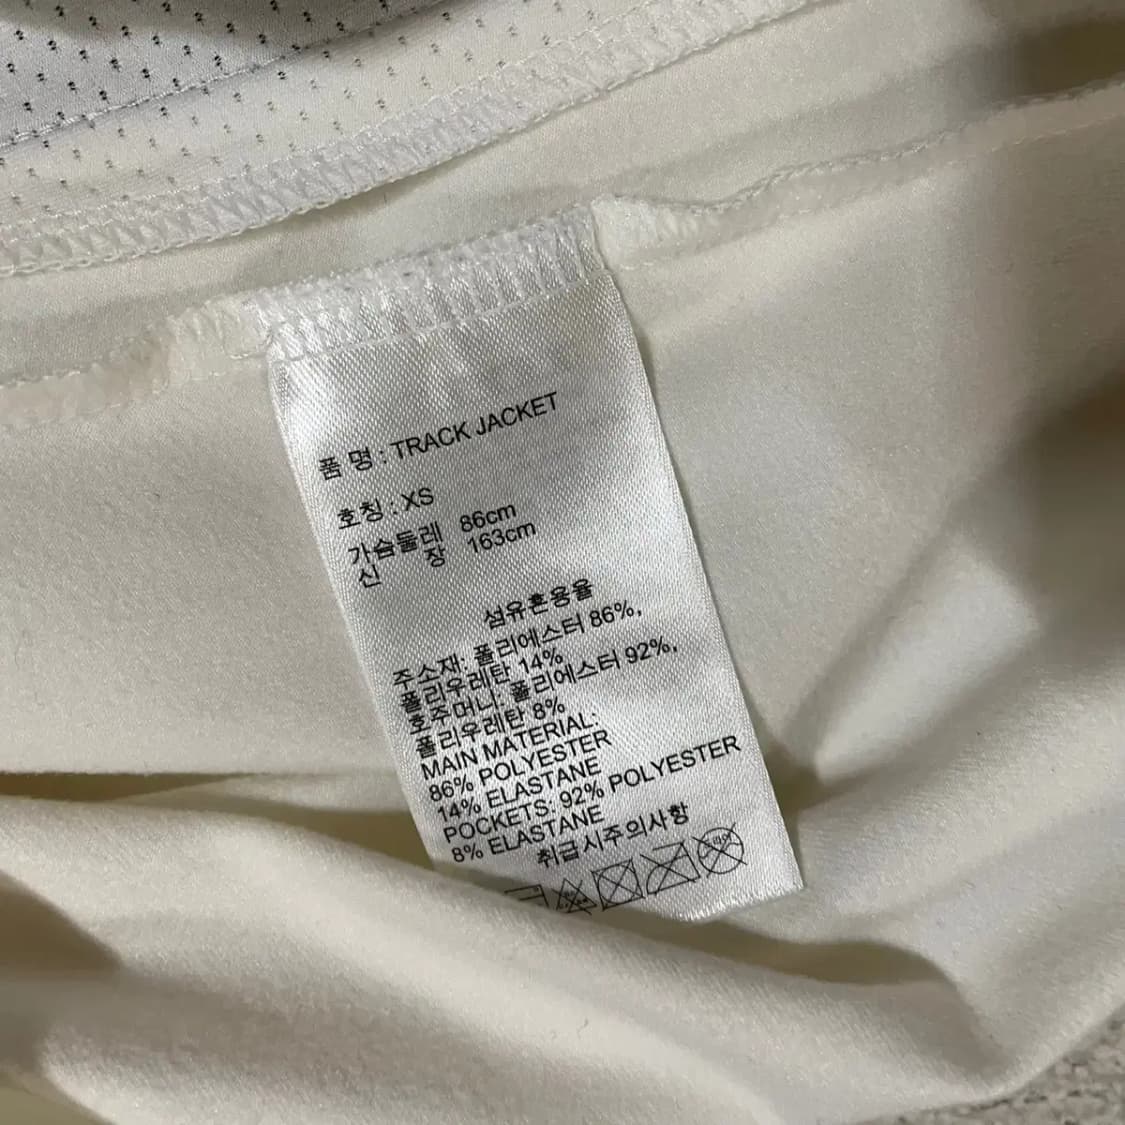 품 명 : TRACK JACKET
호칭 : XS
가슴둘레 86cm
신 장 163cm
섬유혼용율
주소재: 폴리에스터 86%,
폴리우레탄 14%
호주머니: 폴리에스터 92%,
폴리우레탄 8%
MAIN MATERIAL:
86% POLYESTER
14% ELASTANE
POCKETS: 92% POLYESTER
8% ELASTANE
취급시주의사항